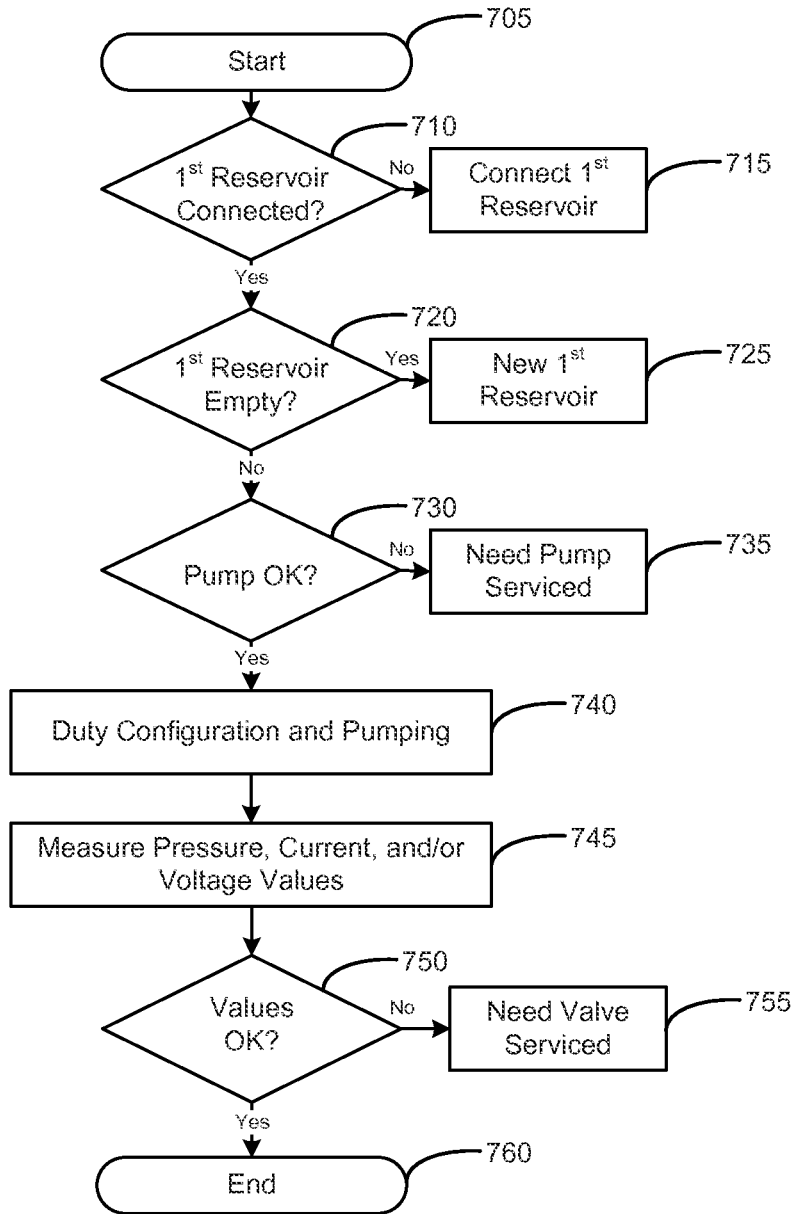 705
Start
710
1st Reservoir
Connected?
No
Connect 1st
Reservoir
715
Yes
720
1st Reservoir
Empty?
Yes
New 1st
Reservoir
725
No
730
Pump OK?
No
Need Pump
Serviced
735
Yes
Duty Configuration and Pumping
740
Measure Pressure, Current, and/or
Voltage Values
745
750
Values
OK?
No
Need Valve
Serviced
755
Yes
End
760